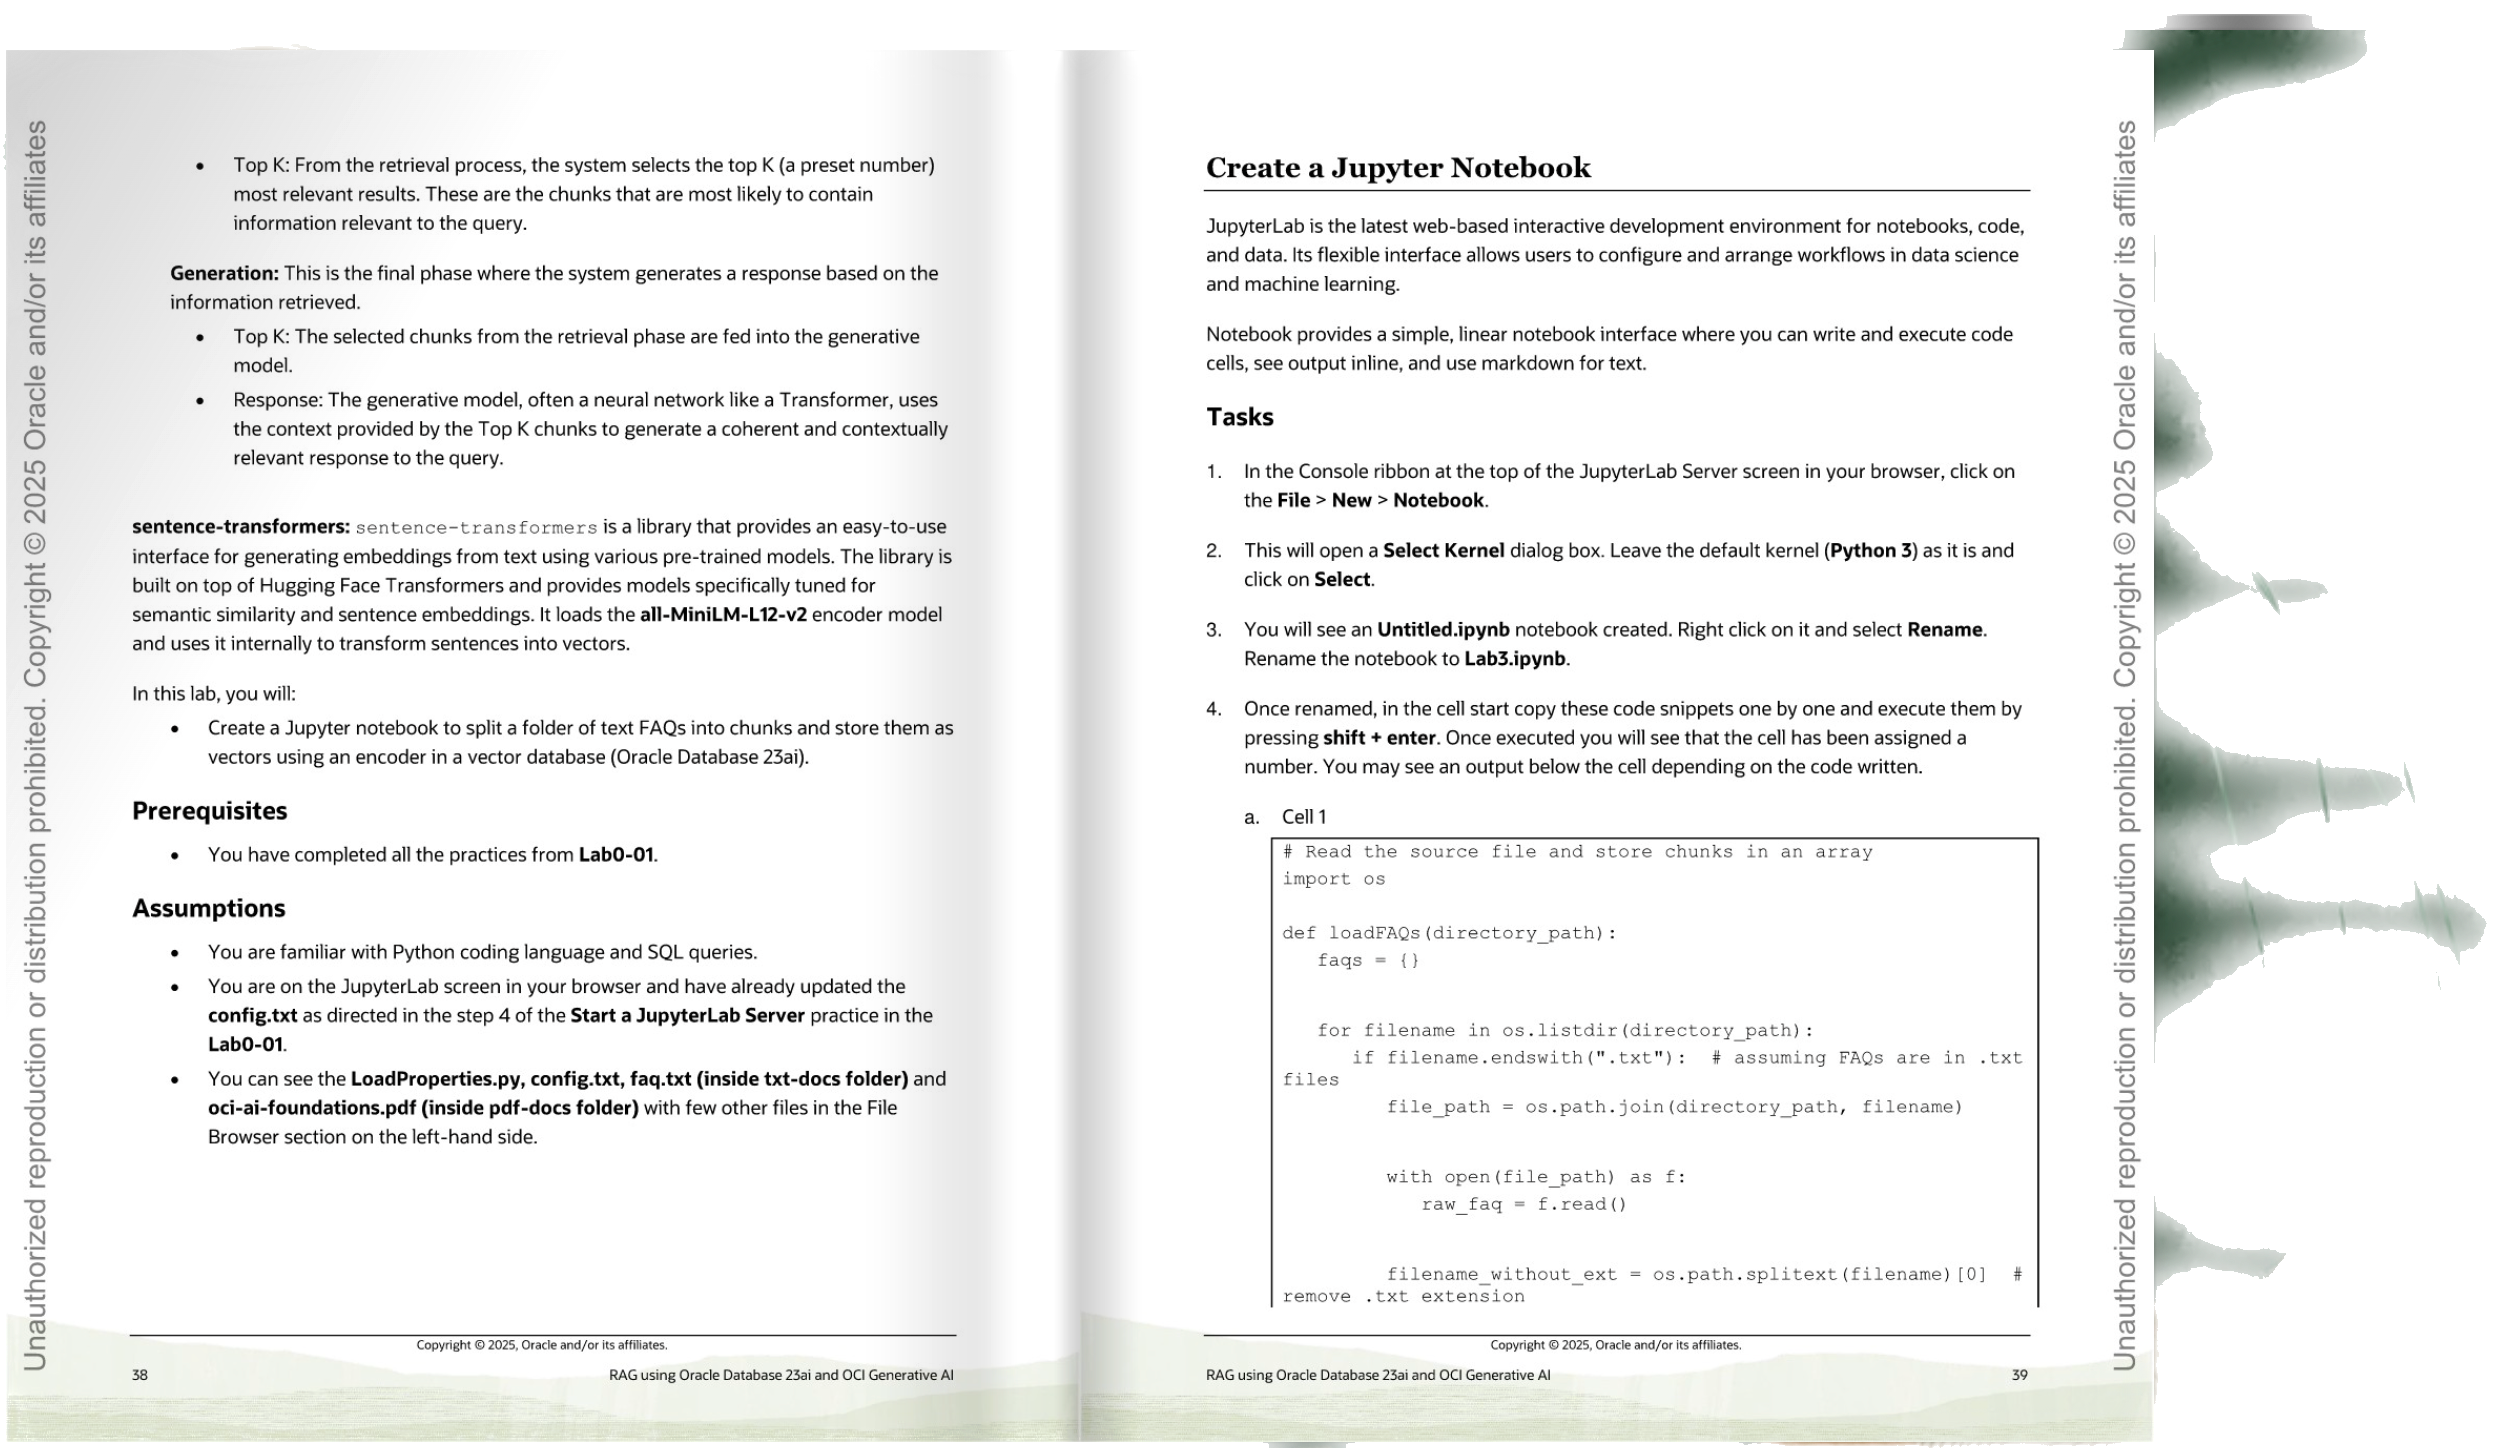 Unauthorized reproduction or distribution prohibited. Copyright © 2025 Oracle and/or its affiliates
• Top K: From the retrieval process, the system selects the top K (a preset number)
most relevant results. These are the chunks that are most likely to contain
information relevant to the query.
Generation: This is the final phase where the system generates a response based on the
information retrieved.
• Top K: The selected chunks from the retrieval phase are fed into the generative
model.
• Response: The generative model, often a neural network like a Transformer, uses
the context provided by the Top K chunks to generate a coherent and contextually
relevant response to the query.
sentence-transformers: sentence-transformers is a library that provides an easy-to-use
interface for generating embeddings from text using various pre-trained models. The library is
built on top of Hugging Face Transformers and provides models specifically tuned for
semantic similarity and sentence embeddings. It loads the all-MiniLM-L12-v2 encoder model
and uses it internally to transform sentences into vectors.
In this lab, you will:
• Create a Jupyter notebook to split a folder of text FAQs into chunks and store them as
vectors using an encoder in a vector database (Oracle Database 23ai).
Prerequisites
• You have completed all the practices from Lab0-01.
Assumptions
• You are familiar with Python coding language and SQL queries.
• You are on the JupyterLab screen in your browser and have already updated the
config.txt as directed in the step 4 of the Start a JupyterLab Server practice in the
Lab0-01.
• You can see the LoadProperties.py, config.txt, faq.txt (inside txt-docs folder) and
oci-ai-foundations.pdf (inside pdf-docs folder) with few other files in the File
Browser section on the left-hand side.
Copyright © 2025, Oracle and/or its affiliates.
38 RAG using Oracle Database 23ai and OCI Generative AI
Create a Jupyter Notebook
JupyterLab is the latest web-based interactive development environment for notebooks, code,
and data. Its flexible interface allows users to configure and arrange workflows in data science
and machine learning.
Notebook provides a simple, linear notebook interface where you can write and execute code
cells, see output inline, and use markdown for text.
Tasks
1. In the Console ribbon at the top of the JupyterLab Server screen in your browser, click on
the File > New > Notebook.
2. This will open a Select Kernel dialog box. Leave the default kernel (Python 3) as it is and
click on Select.
3. You will see an Untitled.ipynb notebook created. Right click on it and select Rename.
Rename the notebook to Lab3.ipynb.
4. Once renamed, in the cell start copy these code snippets one by one and execute them by
pressing shift + enter. Once executed you will see that the cell has been assigned a
number. You may see an output below the cell depending on the code written.
a. Cell 1
# Read the source file and store chunks in an array
import os
def loadFAQs(directory_path):
faqs = {}
for filename in os.listdir(directory_path):
if filename.endswith(".txt"): # assuming FAQs are in .txt
files
file_path = os.path.join(directory_path, filename)
with open(file_path) as f:
raw_faq = f.read()
filename_without_ext = os.path.splitext(filename)[0] #
remove .txt extension
Copyright © 2025, Oracle and/or its affiliates.
RAG using Oracle Database 23ai and OCI Generative AI 39
Unauthorized reproduction or distribution prohibited. Copyright © 2025 Oracle and/or its affiliates